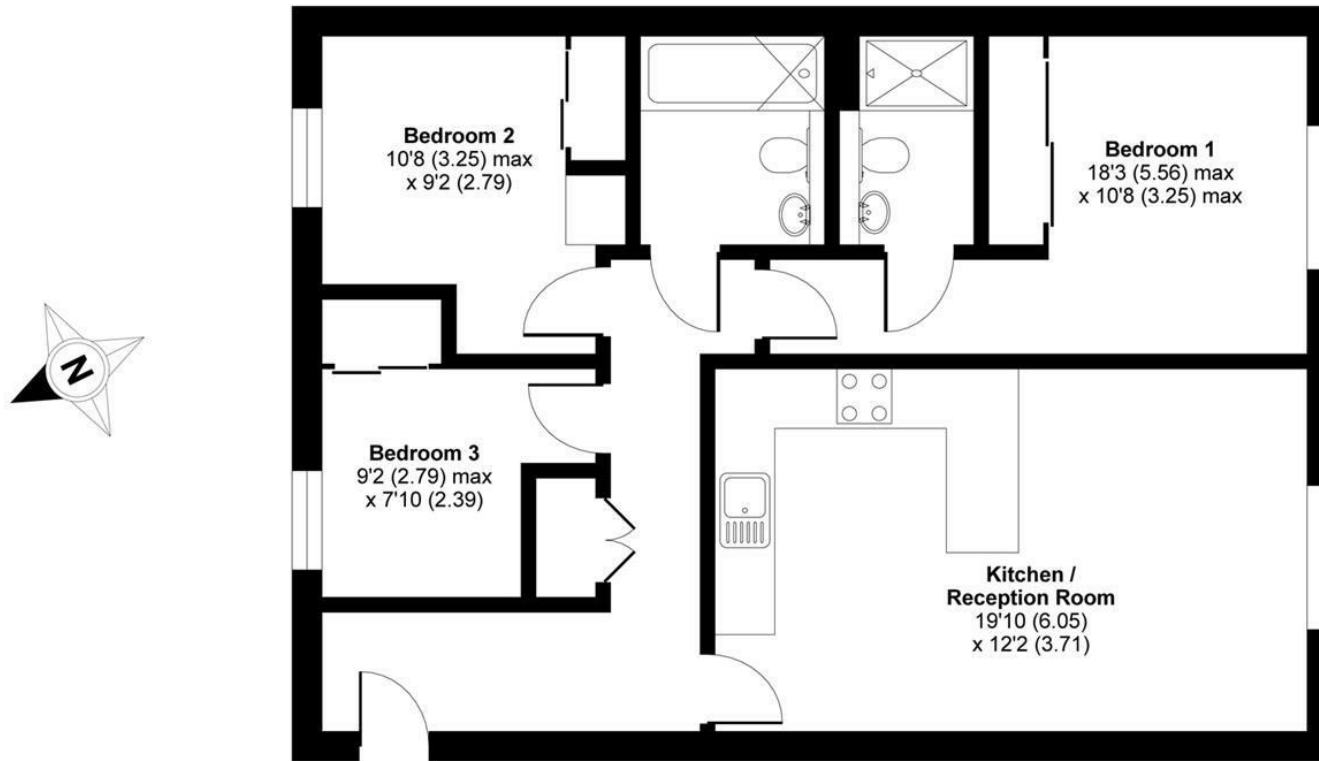 Bedroom 2
10'8 (3.25) max
x 9'2 (2.79)
Bedroom 1
18'3 (5.56) max
x 10'8 (3.25) max
N
Bedroom 3
9'2 (2.79) max
x 7'10 (2.39)
Kitchen /
Reception Room
19'10 (6.05)
x 12'2 (3.71)